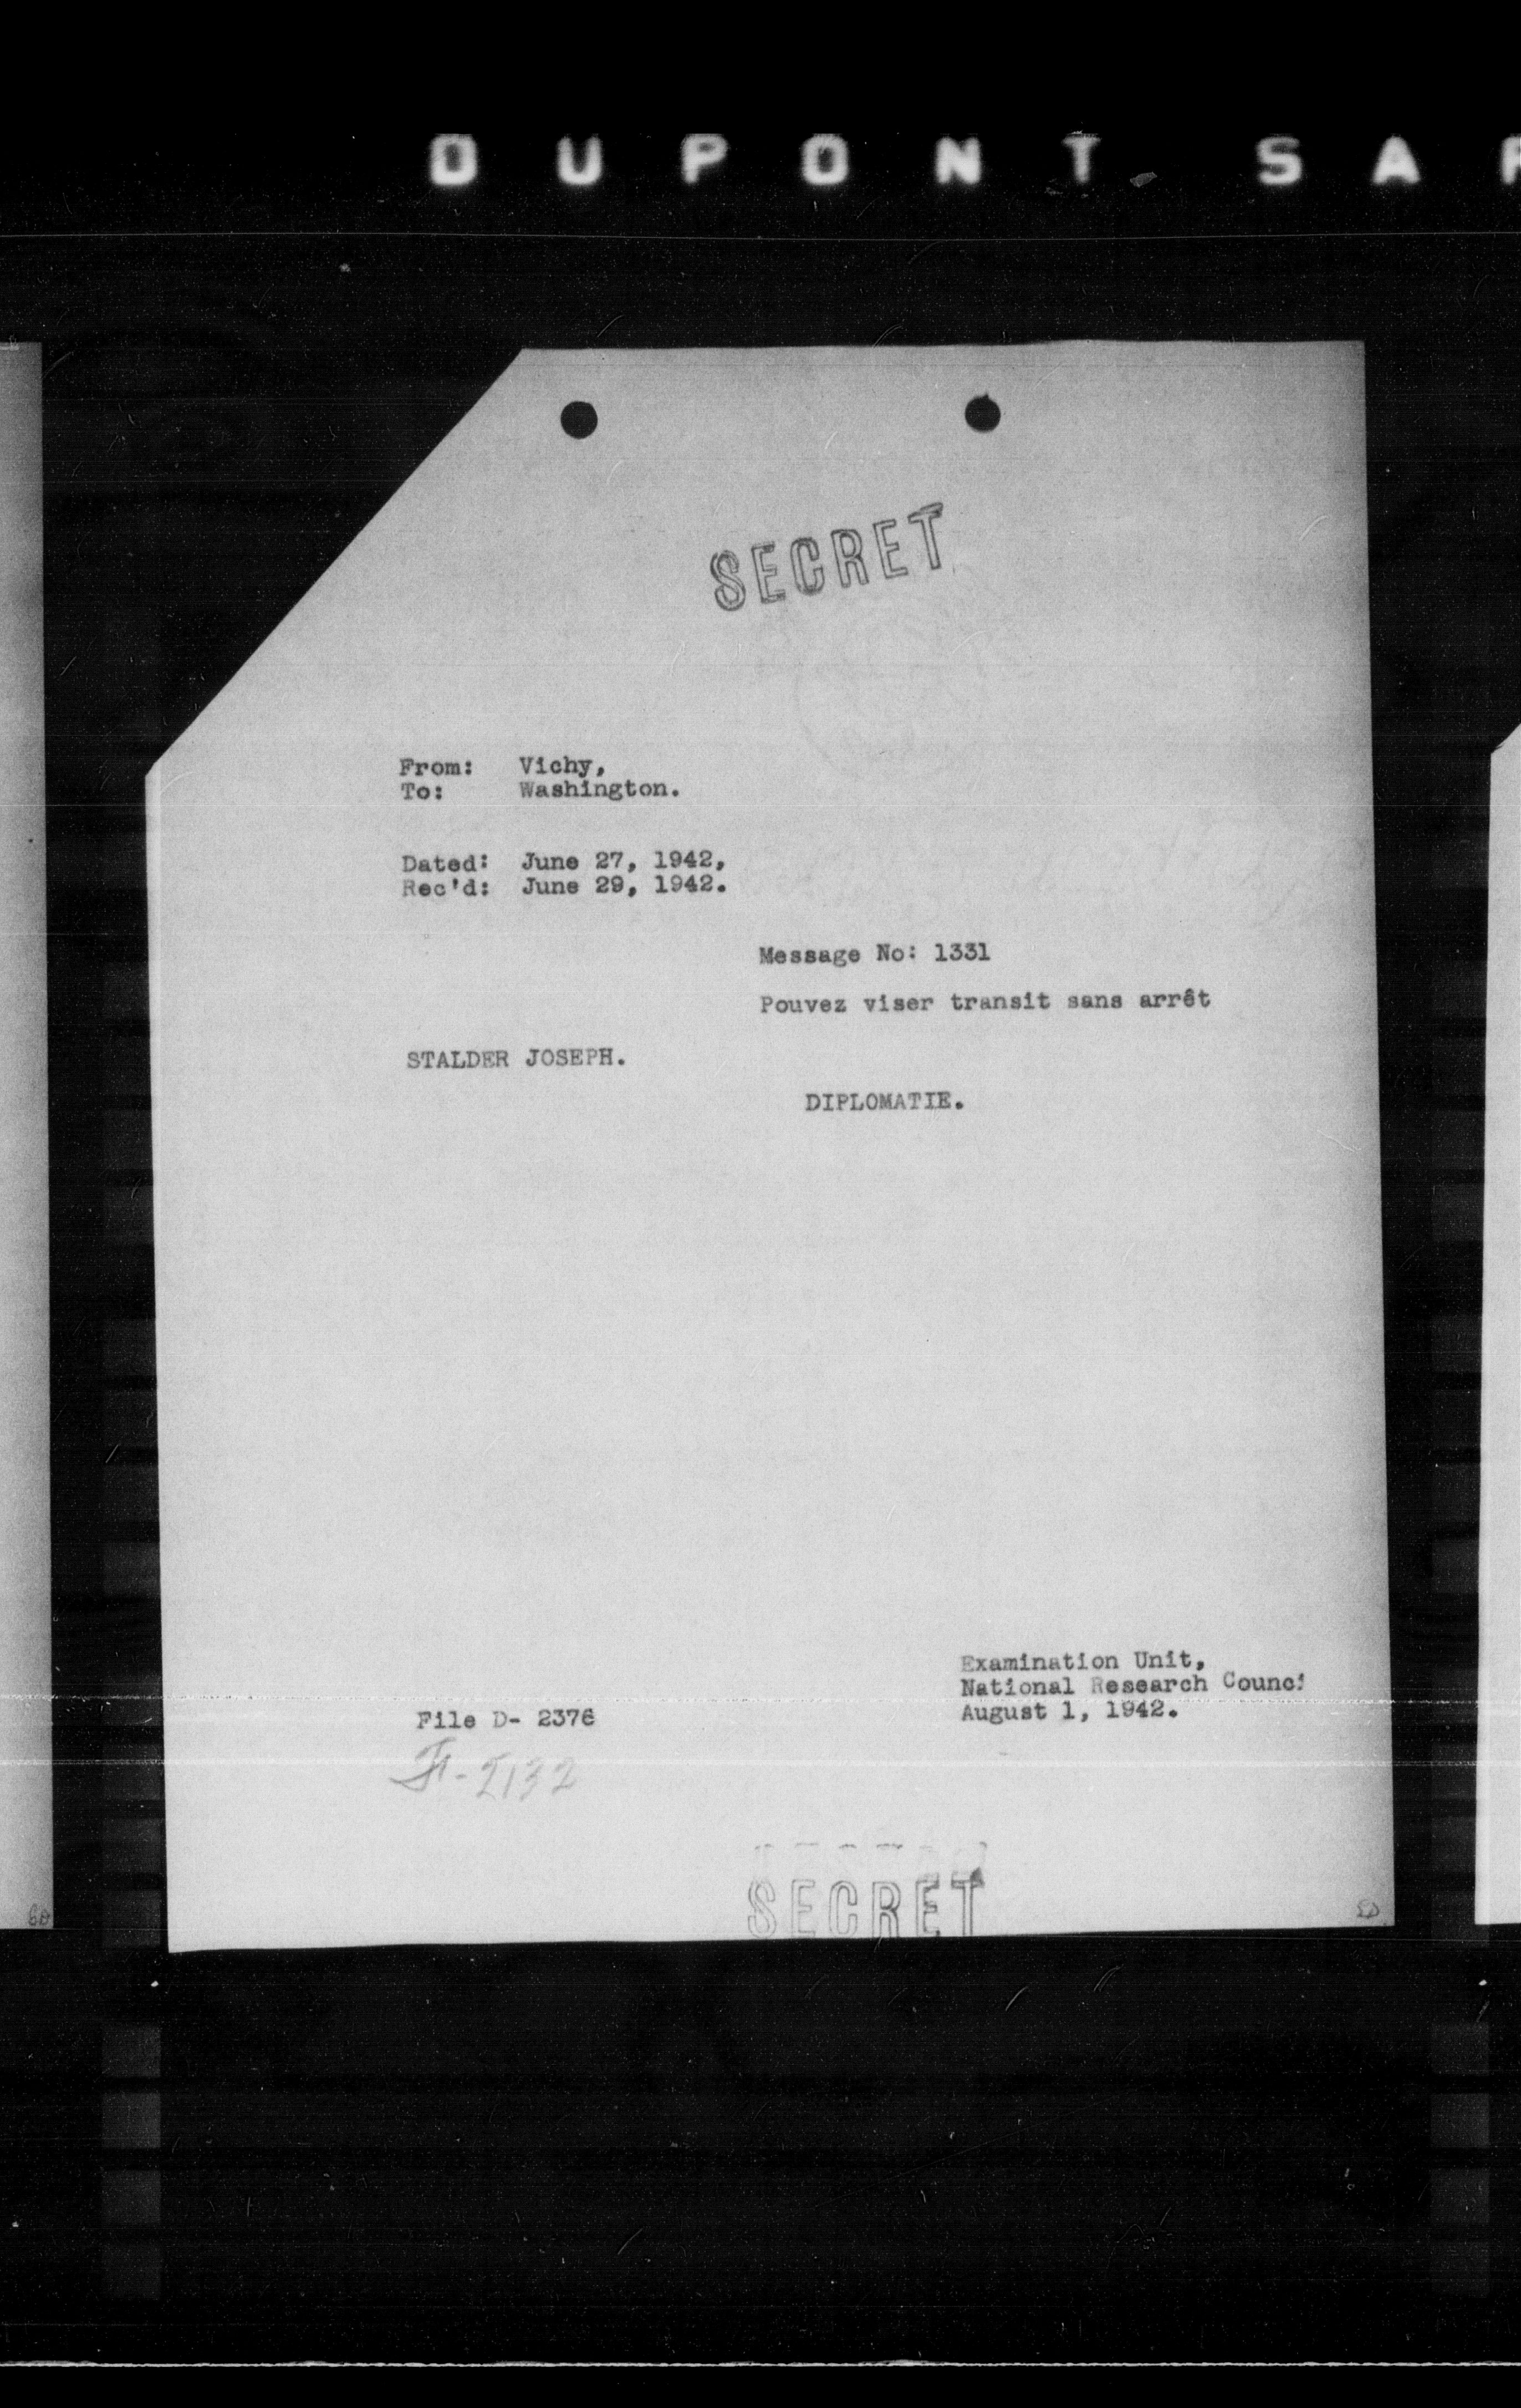 DUPONT SA
SECRET
From: Vichy,
To: Washington.
Dated: June 27, 1942,
Rec'd: June 29, 1942.
Message No: 1331
Pouvez viser transit sans arrêt
STALDER JOSEPH.
DIPLOMATIE.
Examination Unit,
National Research Counci
August 1, 1942.
File D- 2376
SECRET